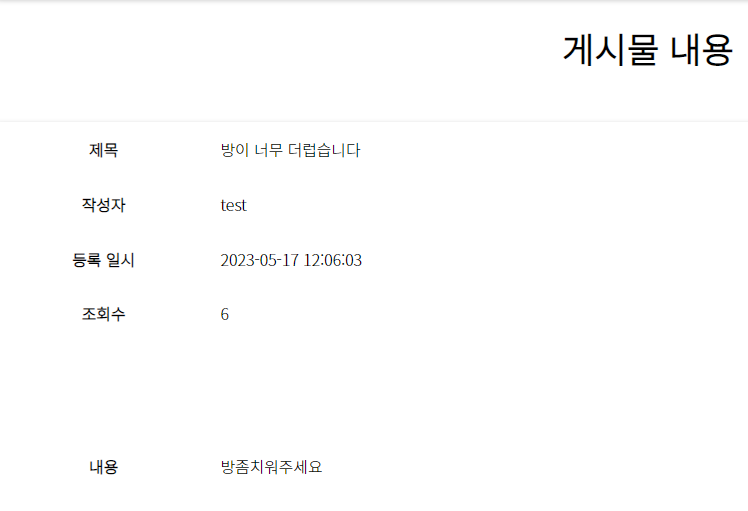 게시물 내용
제목 방이 너무 더럽습니다
작성자 test
등록 일시 2023-05-17 12:06:03
조회수 6
내용 방좀치워주세요